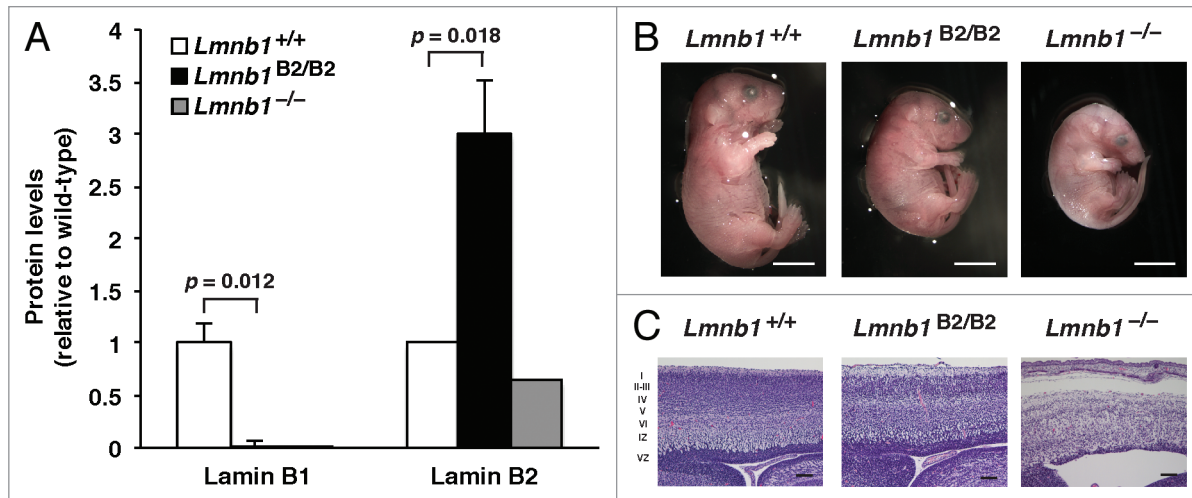 A
Lmnb1+/+
Lmnb1B2/B2
Lmnb1–/–
p = 0.018
p = 0.012
Protein levels
(relative to wild-type)
4
3.5
3
2.5
2
1.5
1
0.5
0
Lamin B1
Lamin B2
B
Lmnb1+/+
Lmnb1B2/B2
Lmnb1–/–
C
Lmnb1+/+
Lmnb1B2/B2
Lmnb1–/–
I
II-III
IV
V
VI
IZ
VZ